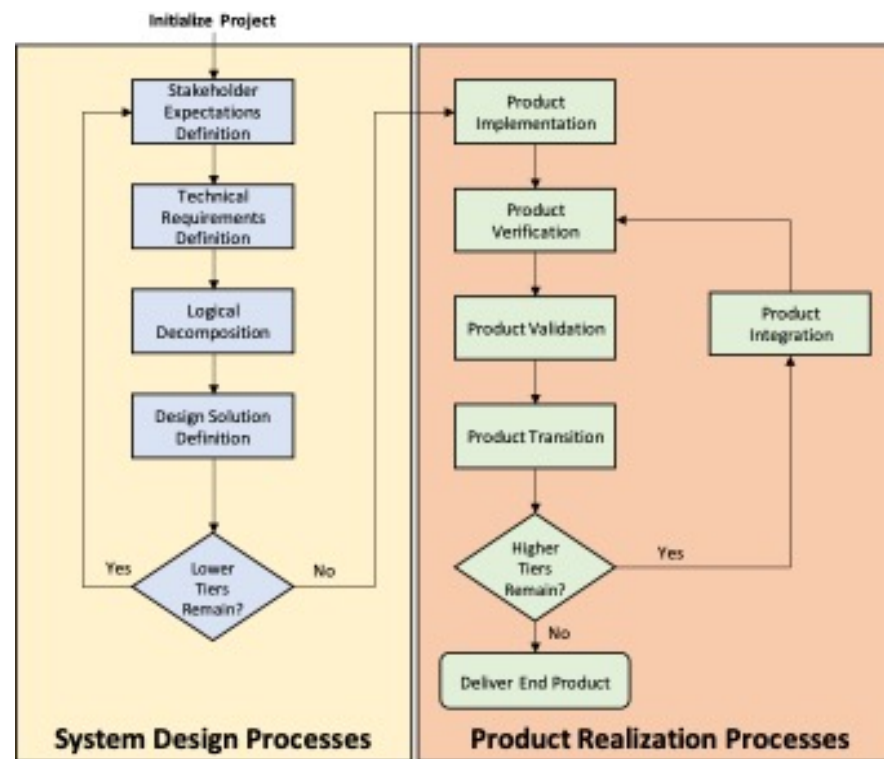 Initialize Project
Stakeholder
Expectations
Definition
Technical
Requirements
Definition
Logical
Decomposition
Design Solution
Definition
Lower
Tiers
Remain?
Yes
No
System Design Processes
Product
Implementation
Product
Verification
Product Validation
Product Transition
Higher
Tiers
Remain?
Yes
No
Product
Integration
Deliver End Product
Product Realization Processes